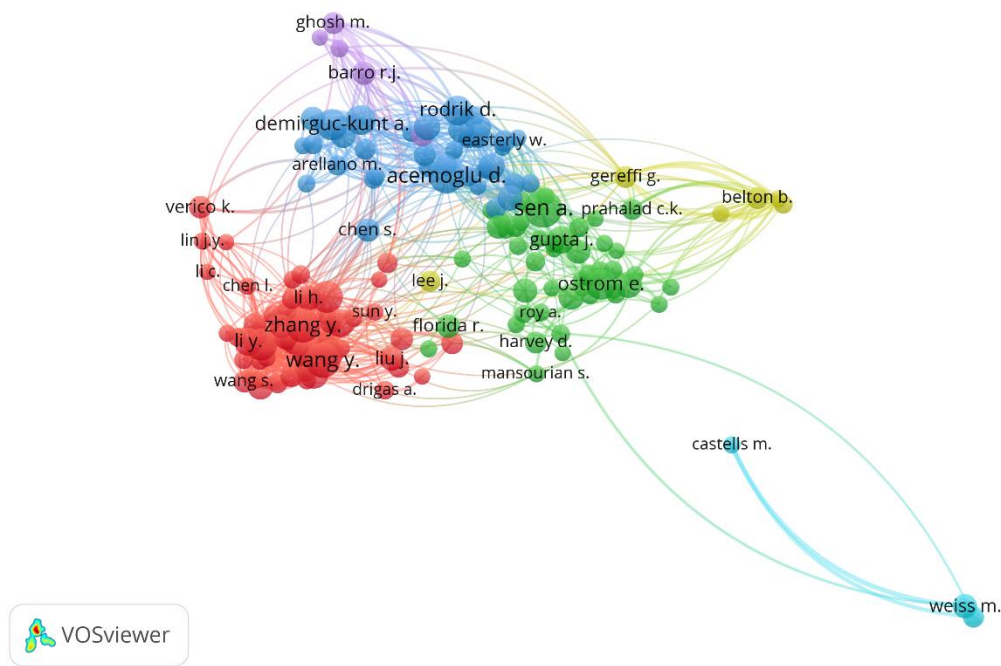 ghosh m.
barro r.j.
rodrik d.
demirguc-kunt a.
easterly w.
arellano m.
acemoglu d.
gereffi g.
belton b.
verico k.
sen a.
prahalad c.k.
chen s.
gupta j.
lin j.y.
li c.
chen l.
lee j.
ostrom e.
li h.
sun y.
roy a.
zhang y.
florida r.
li y.
harvey d.
wang y.
liu j.
wang s.
drigas a.
mansourian s.
castells m.
weiss m.
VOSviewer